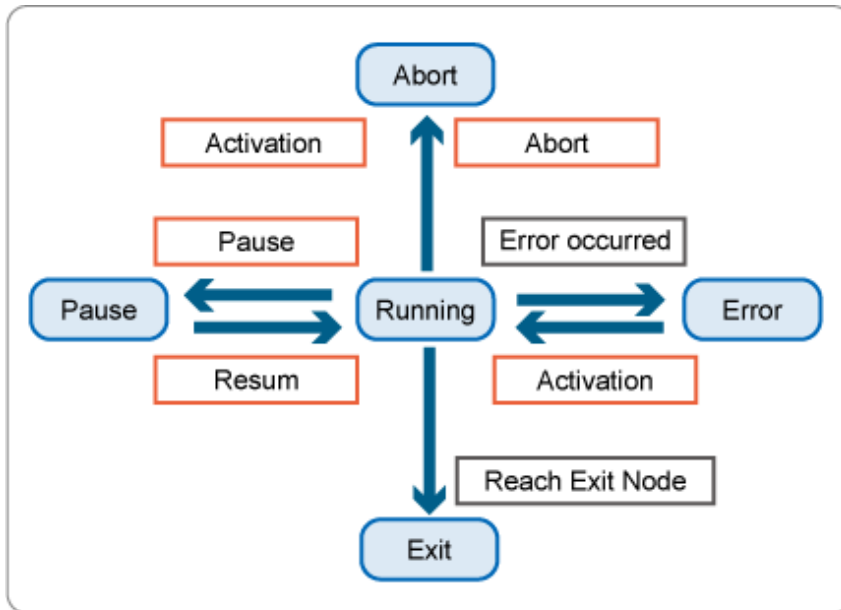 Abort
Activation
Abort
Pause
Error occurred
Pause
Running
Error
Resum
Activation
Reach Exit Node
Exit